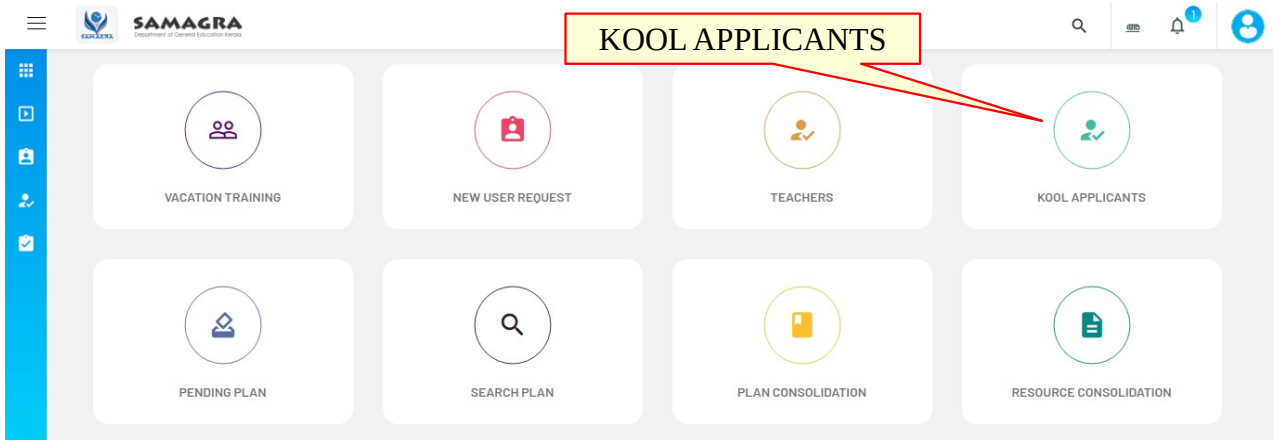 SAMAGRA
SAMAGRA
Department of General Education Kerala
KOOL APPLICANTS
1
VACATION TRAINING
NEW USER REQUEST
TEACHERS
KOOL APPLICANTS
PENDING PLAN
SEARCH PLAN
PLAN CONSOLIDATION
RESOURCE CONSOLIDATION